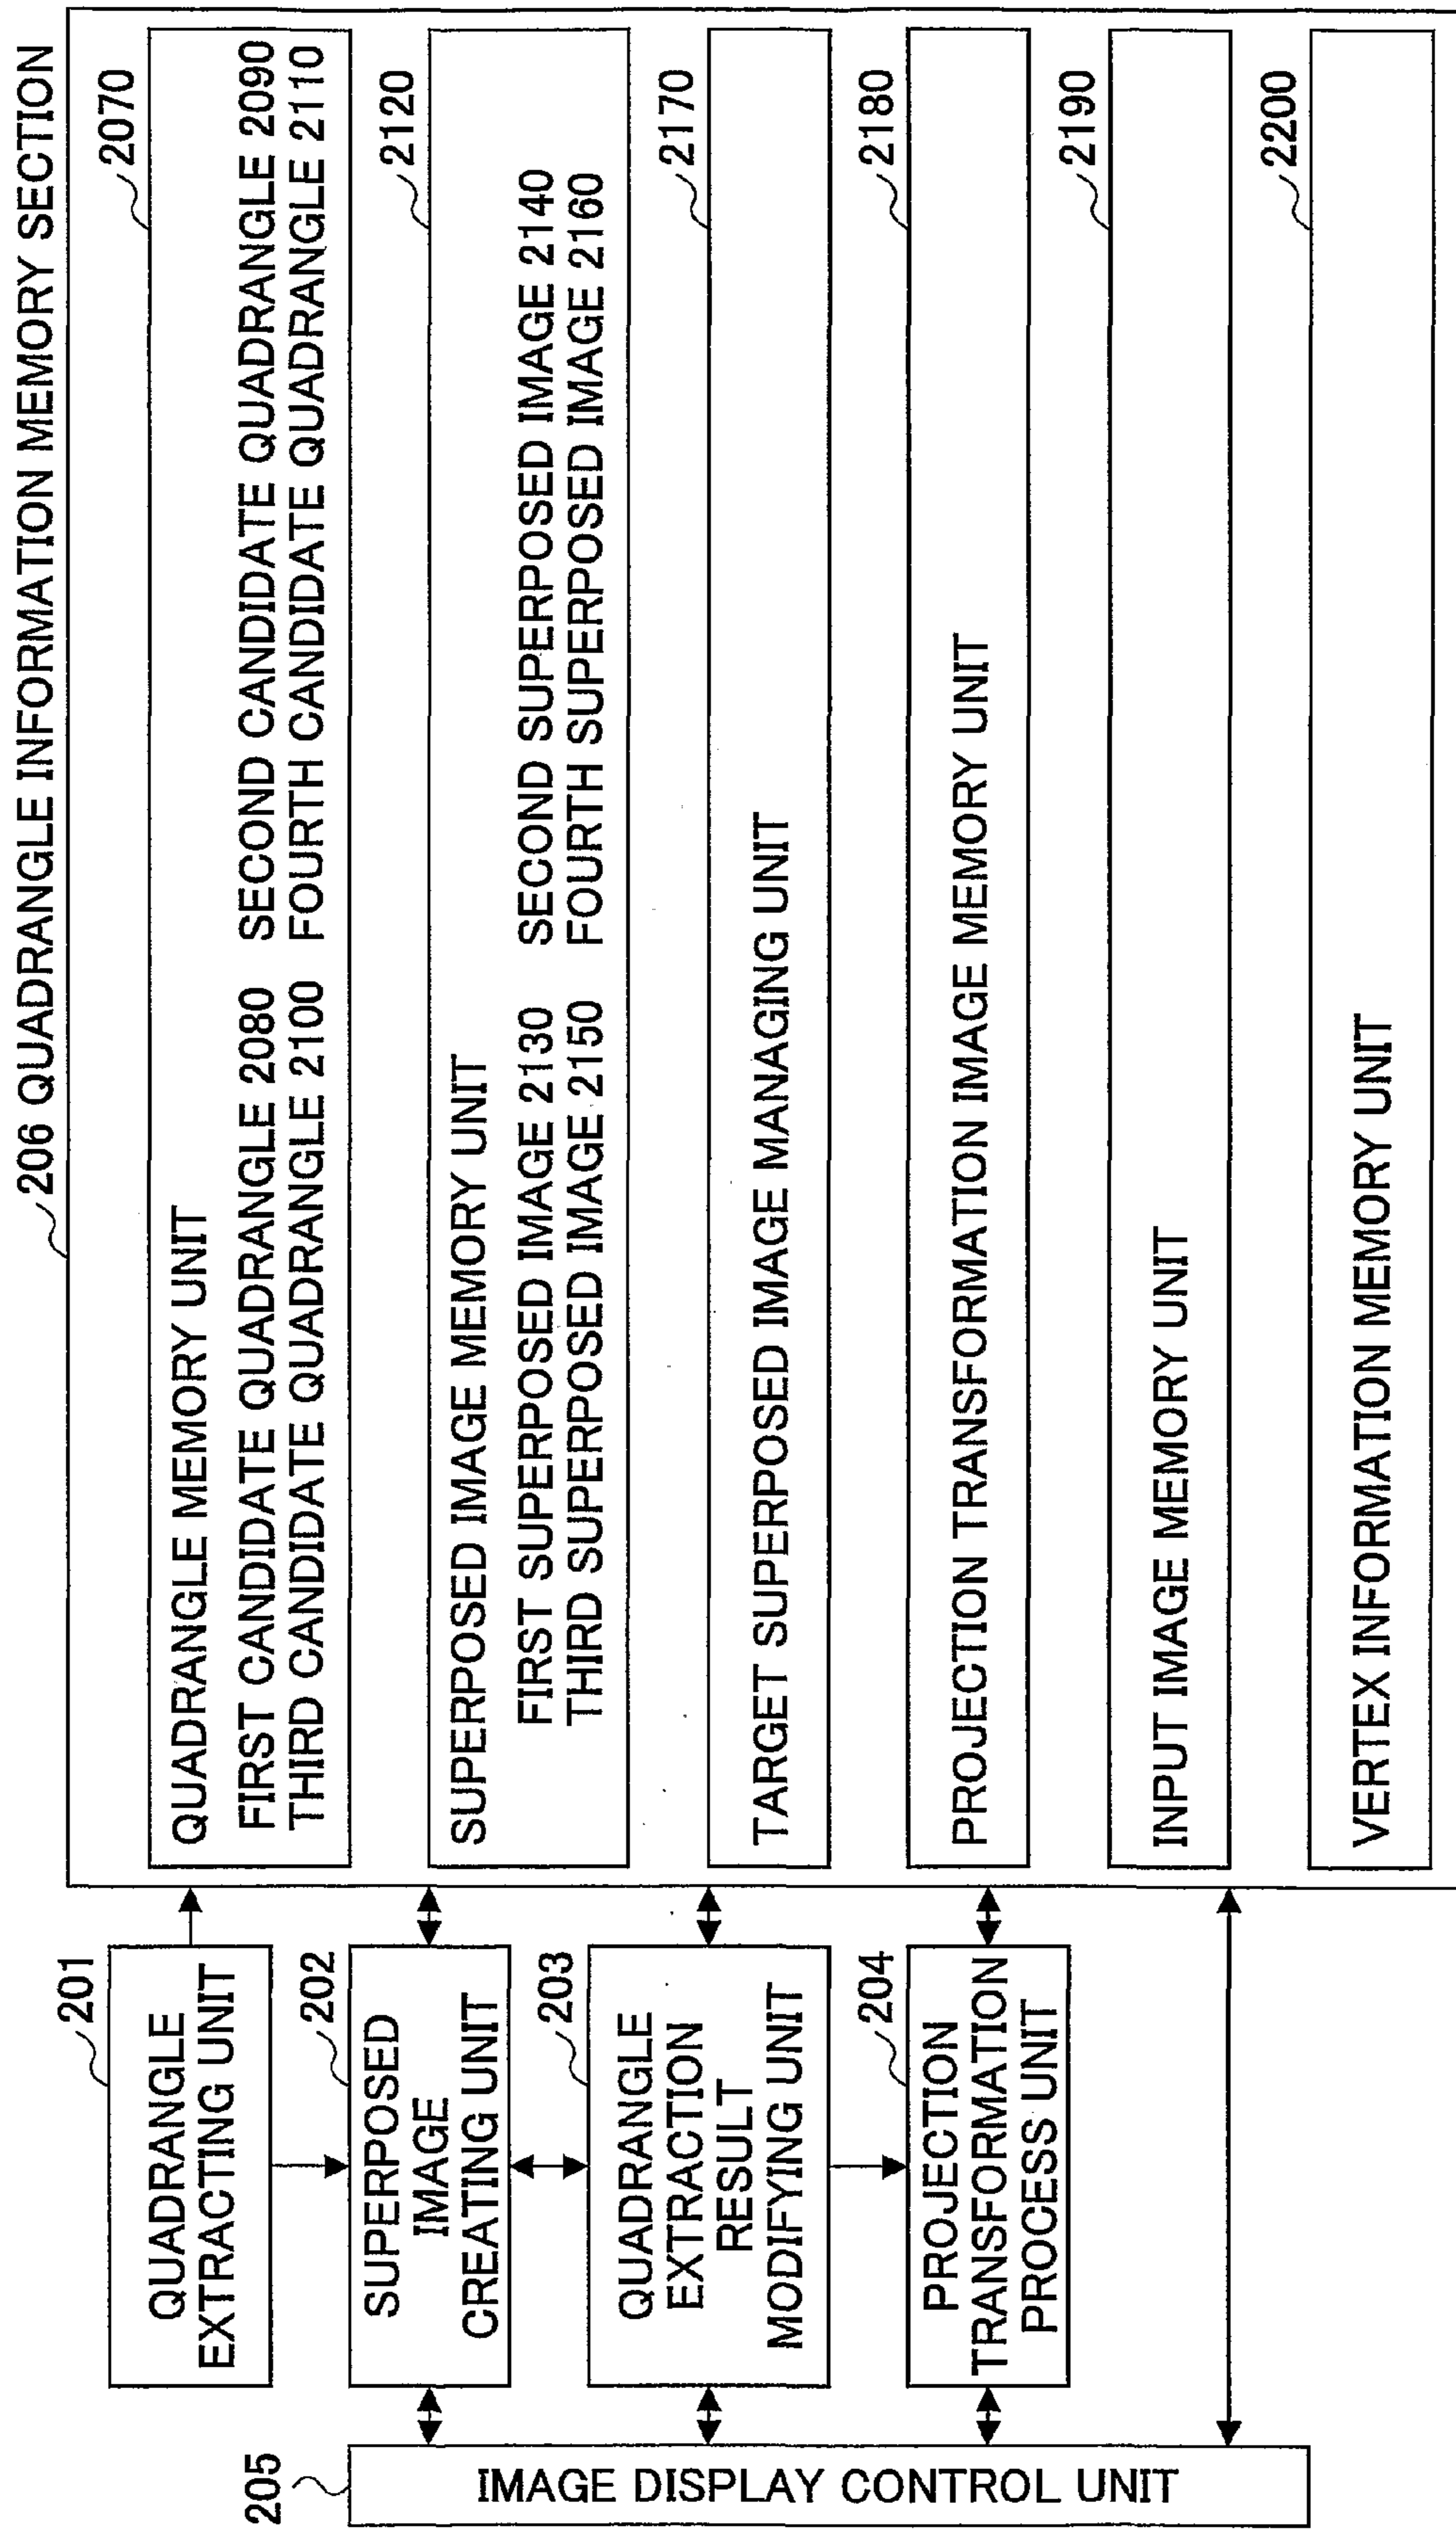 206 QUADRANGLE INFORMATION MEMORY SECTION
201
QUADRANGLE
EXTRACTING UNIT
202
SUPERPOSED
IMAGE
CREATING UNIT
203
QUADRANGLE
EXTRACTION
RESULT
MODIFYING UNIT
204
PROJECTION
TRANSFORMATION
PROCESS UNIT
205
IMAGE DISPLAY CONTROL UNIT
2070
QUADRANGLE MEMORY UNIT
FIRST CANDIDATE QUADRANGLE 2080 SECOND CANDIDATE QUADRANGLE 2090
THIRD CANDIDATE QUADRANGLE 2100 FOURTH CANDIDATE QUADRANGLE 2110
2120
SUPERPOSED IMAGE MEMORY UNIT
FIRST SUPERPOSED IMAGE 2130 SECOND SUPERPOSED IMAGE 2140
THIRD SUPERPOSED IMAGE 2150 FOURTH SUPERPOSED IMAGE 2160
2170
TARGET SUPERPOSED IMAGE MANAGING UNIT
2180
PROJECTION TRANSFORMATION IMAGE MEMORY UNIT
2190
INPUT IMAGE MEMORY UNIT
2200
VERTEX INFORMATION MEMORY UNIT